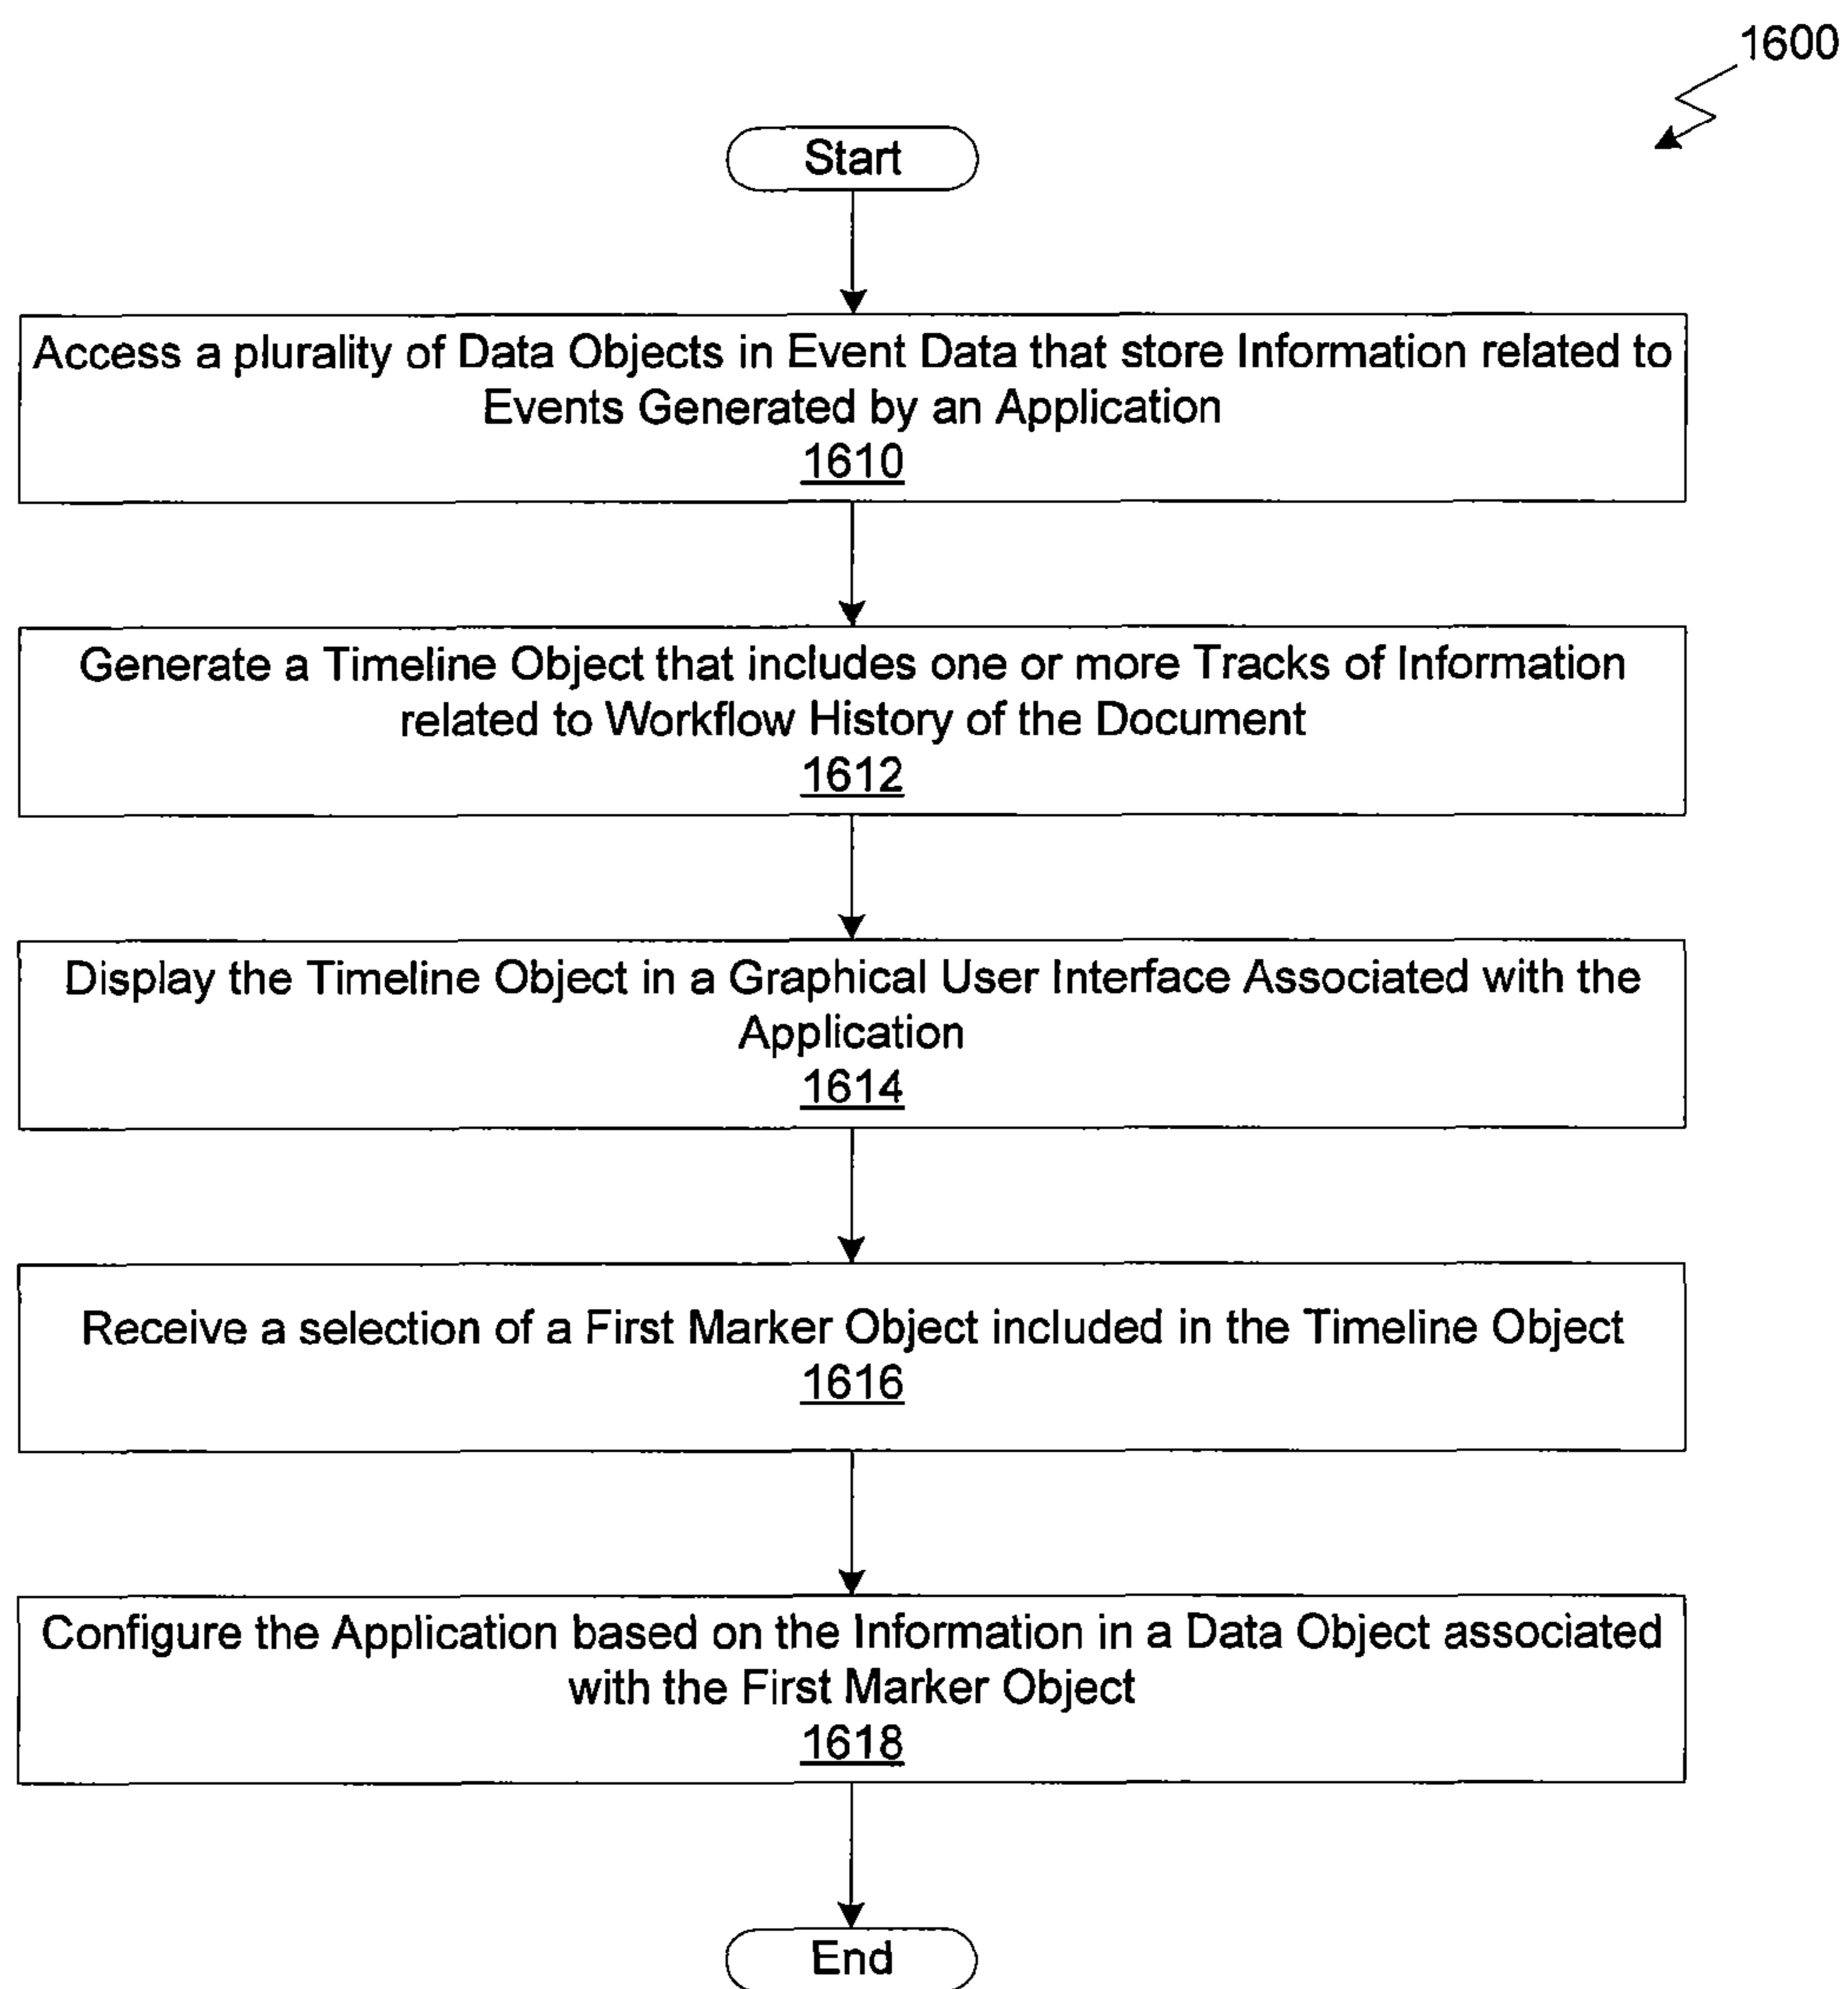 1600
Start
Access a plurality of Data Objects in Event Data that store Information related to
Events Generated by an Application
1610
Generate a Timeline Object that includes one or more Tracks of Information
related to Workflow History of the Document
1612
Display the Timeline Object in a Graphical User Interface Associated with the
Application
1614
Receive a selection of a First Marker Object included in the Timeline Object
1616
Configure the Application based on the Information in a Data Object associated
with the First Marker Object
1618
End